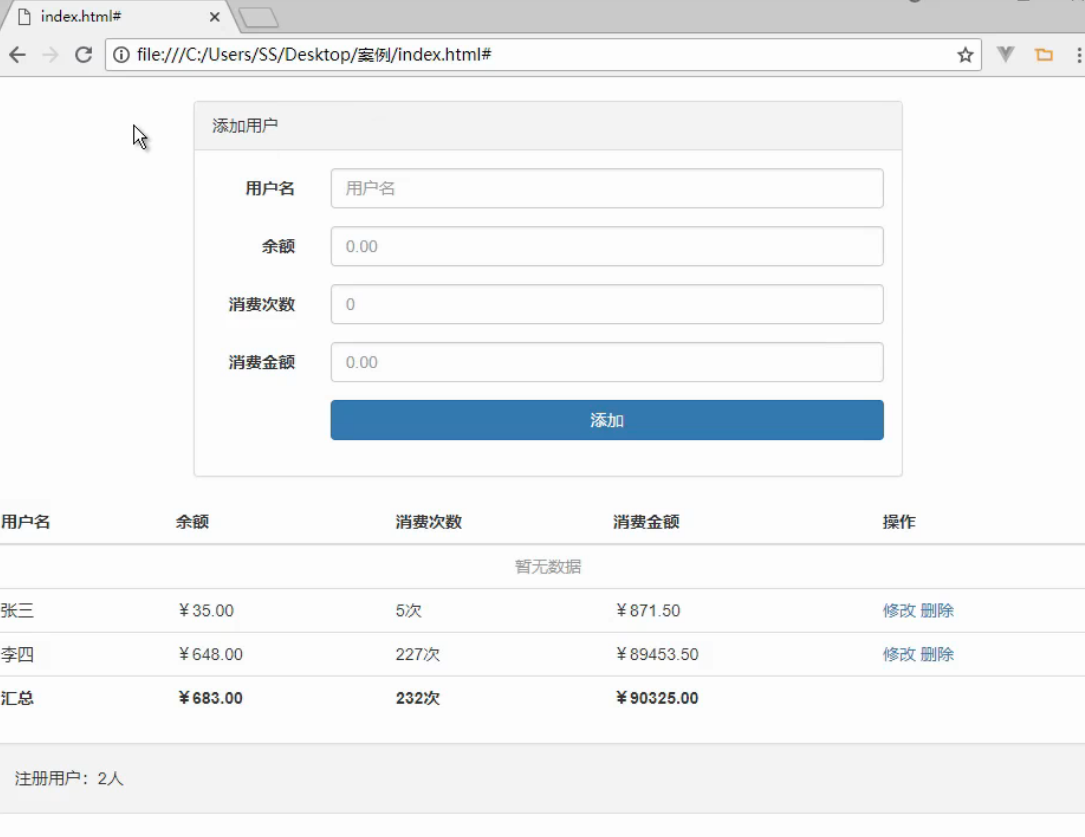 index.html#
file:///C:/Users/SS/Desktop/案例/index.html#
添加用户
用户名 用户名
余额 0.00
消费次数 0
消费金额 0.00
添加
用户名 余额 消费次数 消费金额 操作
暂无数据
张三 ¥35.00 5次 ¥871.50 修改 删除
李四 ¥648.00 227次 ¥89453.50 修改 删除
汇总 ¥683.00 232次 ¥90325.00
注册用户：2人